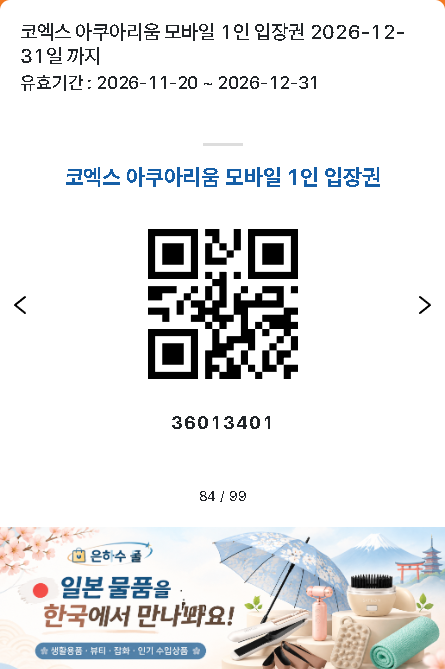 코엑스 아쿠아리움 모바일 1인 입장권 2026-12-
31일 까지
유효기간 : 2026-11-20 ~ 2026-12-31
코엑스 아쿠아리움 모바일 1인 입장권
36013401
84 / 99
은하수 몰
일본 물품을
한국에서 만나봐요!
생활용품 · 뷰티 · 잡화 · 인기 수입상품